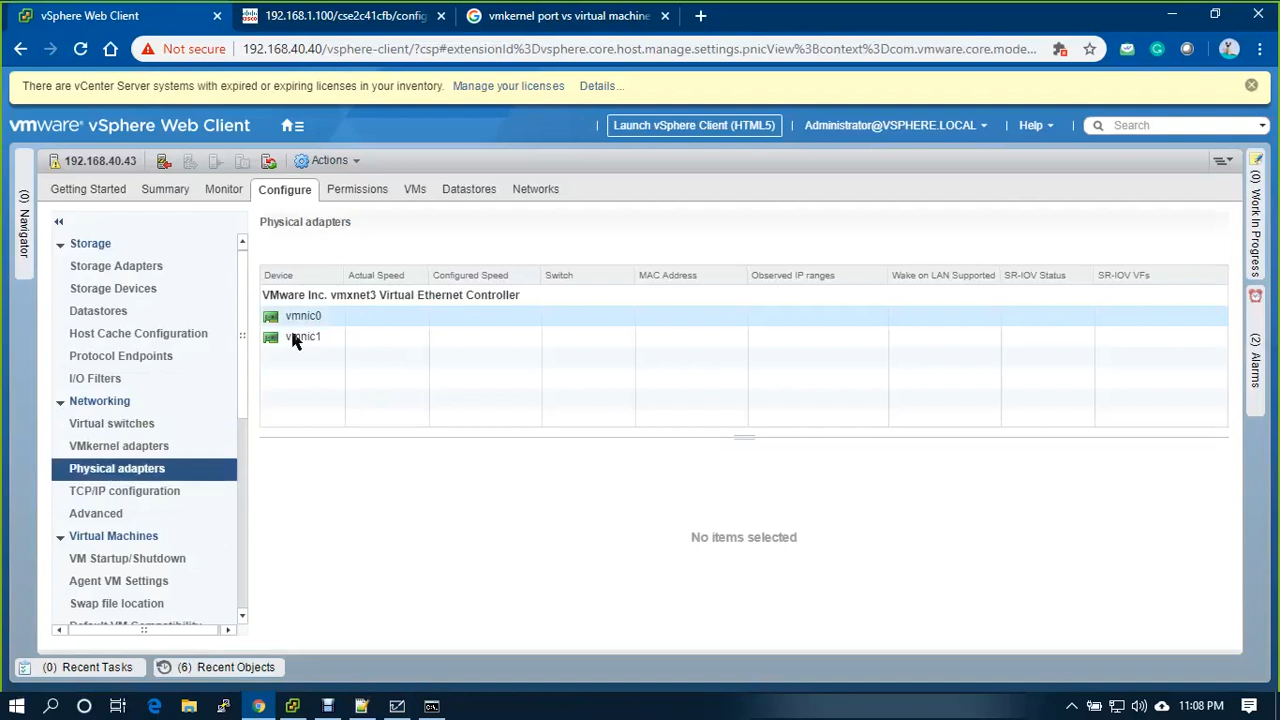 vSphere Web Client
192.168.1.100/cse2c41cfb/config
vmkernel port vs virtual machine
Not secure
192.168.40.40/vsphere-client/?csp#extensionId%3Dvsphere.core.host.manage.settings.pnicView%3Bcontext%3Dcom.vmware.core.mode...
There are vCenter Server systems with expired or expiring licenses in your inventory. Manage your licenses Details...
vmware vSphere Web Client
Launch vSphere Client (HTML5)
Administrator@VSPHERE.LOCAL
Help
Search
192.168.40.43
Actions
(0) Navigator
Getting Started Summary Monitor Configure Permissions VMs Datastores Networks
Storage
Storage Adapters
Storage Devices
Datastores
Host Cache Configuration
Protocol Endpoints
I/O Filters
Networking
Virtual switches
VMkernel adapters
Physical adapters
TCP/IP configuration
Advanced
Virtual Machines
VM Startup/Shutdown
Agent VM Settings
Swap file location
Default VM Compatibility
Physical adapters
Device Actual Speed Configured Speed Switch MAC Address Observed IP ranges Wake on LAN Supported SR-IOV Status SR-IOV VFs
VMware Inc. vmxnet3 Virtual Ethernet Controller
vmnic0
vmnic1
No items selected
(0) Work In Progress
(2) Alarms
(0) Recent Tasks
(6) Recent Objects
11:08 PM